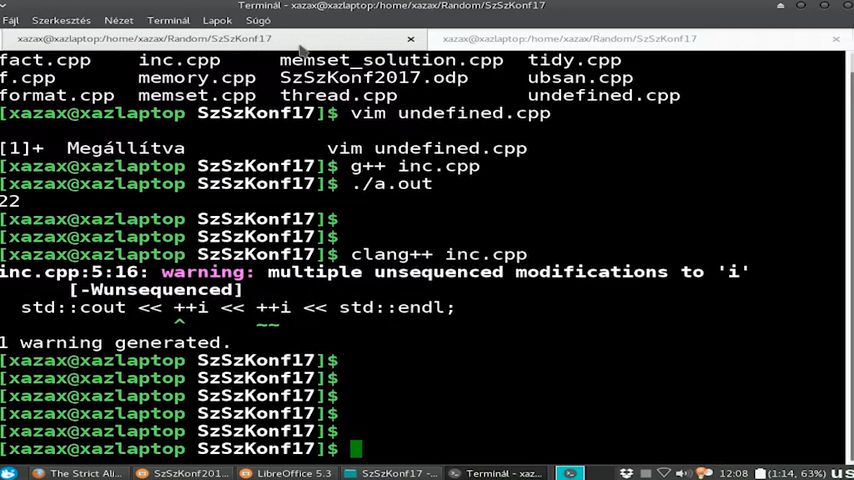 Terminál - xazax@xazlaptop:/home/xazax/Random/SzSzKonf17
Fájl Szerkesztés Nézet Terminál Lapok Súgó
xazax@xazlaptop:/home/xazax/Random/SzSzKonf17 xazax@xazlaptop:/home/xazax/Random/SzSzKonf17
fact.cpp inc.cpp memset_solution.cpp tidy.cpp
f.cpp memory.cpp SzSzKonf2017.odp ubsan.cpp
format.cpp memset.cpp thread.cpp undefined.cpp
[xazax@xazlaptop SzSzKonf17]$ vim undefined.cpp
[1]+ Megállítva vim undefined.cpp
[xazax@xazlaptop SzSzKonf17]$ g++ inc.cpp
[xazax@xazlaptop SzSzKonf17]$ ./a.out
22
[xazax@xazlaptop SzSzKonf17]$
[xazax@xazlaptop SzSzKonf17]$
[xazax@xazlaptop SzSzKonf17]$ clang++ inc.cpp
inc.cpp:5:16: warning: multiple unsequenced modifications to 'i'
[-Wunsequenced]
std::cout << ++i << ++i << std::endl;
^ ~~
1 warning generated.
[xazax@xazlaptop SzSzKonf17]$
[xazax@xazlaptop SzSzKonf17]$
[xazax@xazlaptop SzSzKonf17]$
[xazax@xazlaptop SzSzKonf17]$
[xazax@xazlaptop SzSzKonf17]$
[xazax@xazlaptop SzSzKonf17]$
The Strict Ali... SzSzKonf201... LibreOffice 5.3 SzSzKonf17 -... Terminál - xaz... 12:08 (1:14, 63%) us